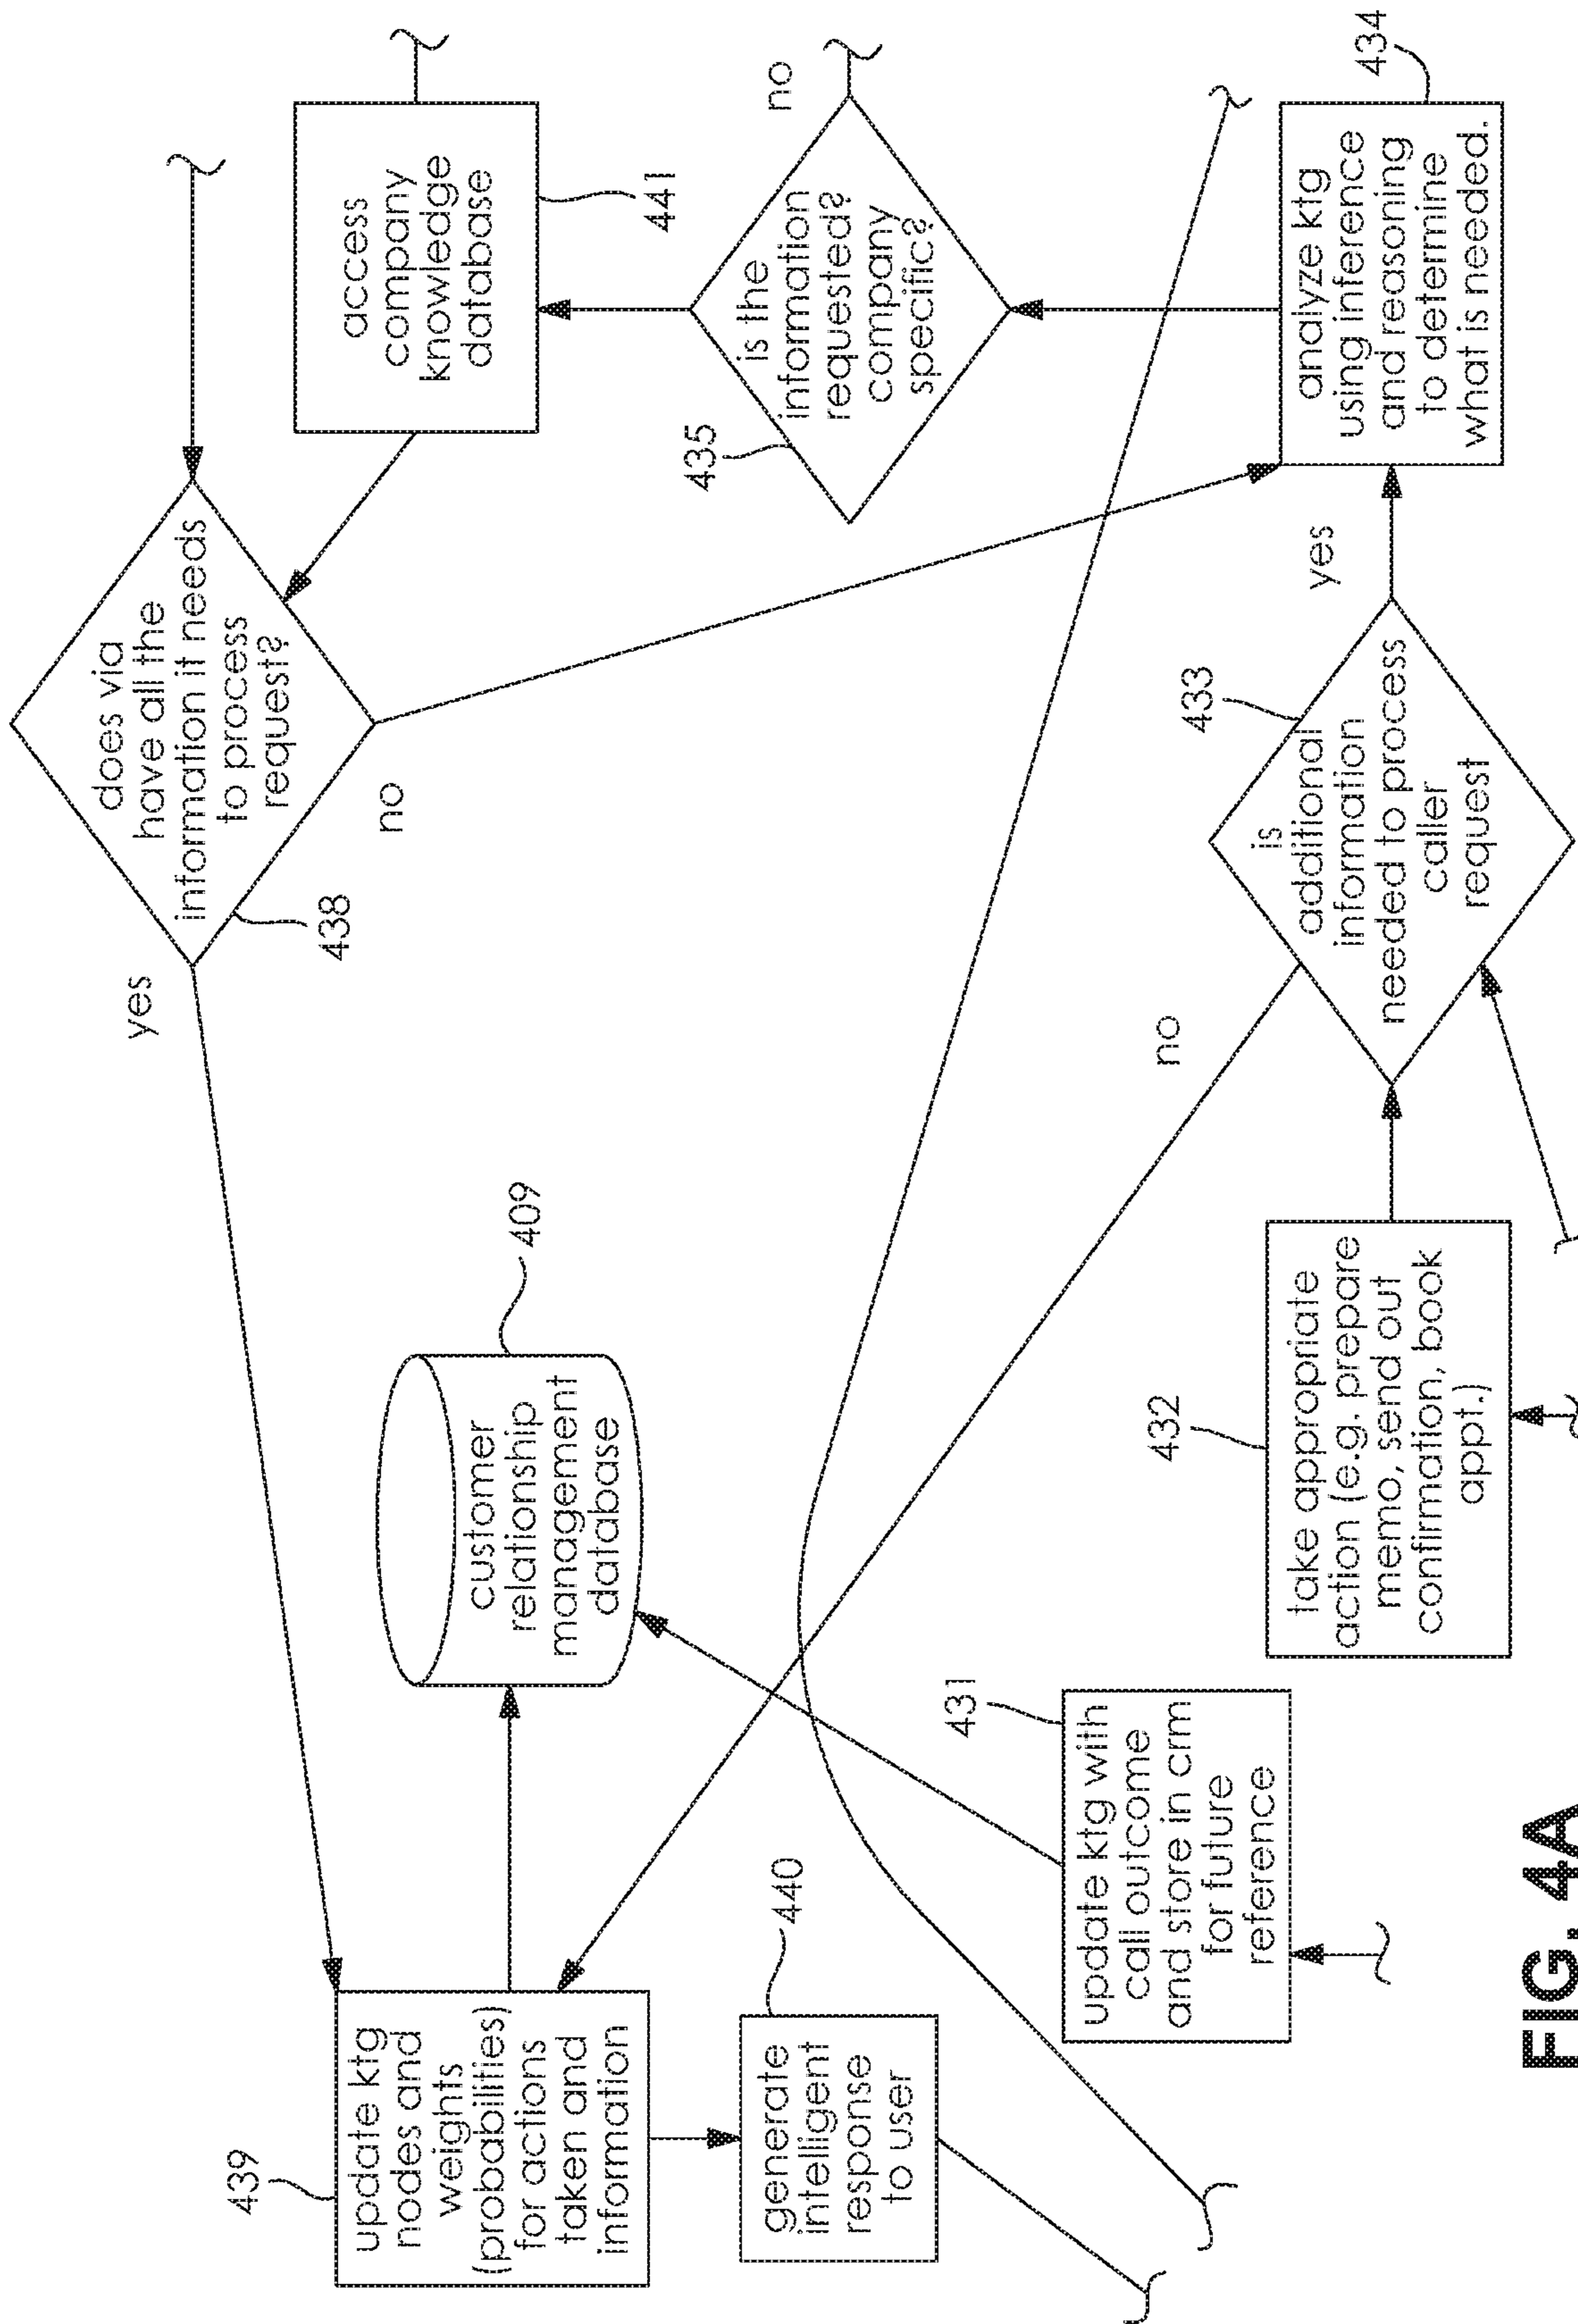 439
update ktg
nodes and
weights
(probabilities)
for actions
taken and
information
440
generate
intelligent
response
to user
customer
relationship
management
database
409
431
update ktg with
call outcome
and store in crm
for future
reference
yes
does via
have all the
information it needs
to process
request?
438
no
access
company
knowledge
database
441
435
is the
information
requested?
company
specific?
no
432
take appropriate
action (e.g. prepare
memo, send out
confirmation, book
appt.)
no
433
is
additional
information
needed to process
caller
request
yes
analyze ktg
using inference
and reasoning
to determine
what is needed.
434
FIG. 4A